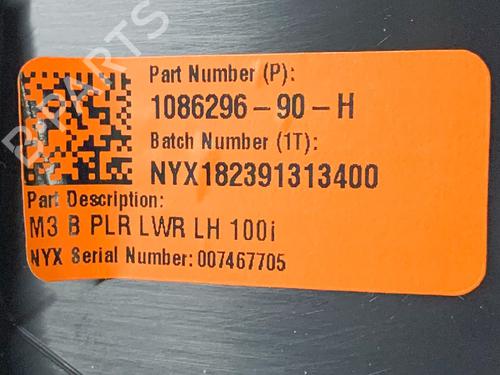 Part Number (P):
1086296-90-H
Batch Number (1T):
NYX182391313400
Part Description:
M3 B PLR LWR LH 100i
NYX Serial Number: 007467705
B-PARTS